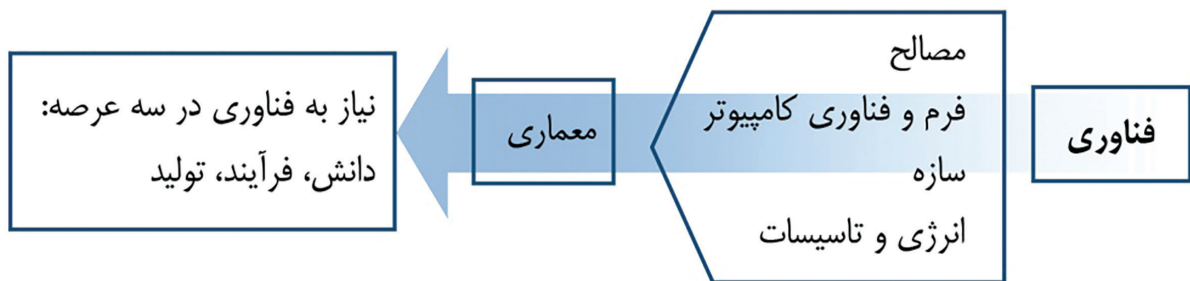 فناوری
مصالح
فرم و فناوری کامپیوتر
سازه
انرژی و تاسیسات
معماری
نیاز به فناوری در سه عرصه:
دانش، فرآیند، تولید